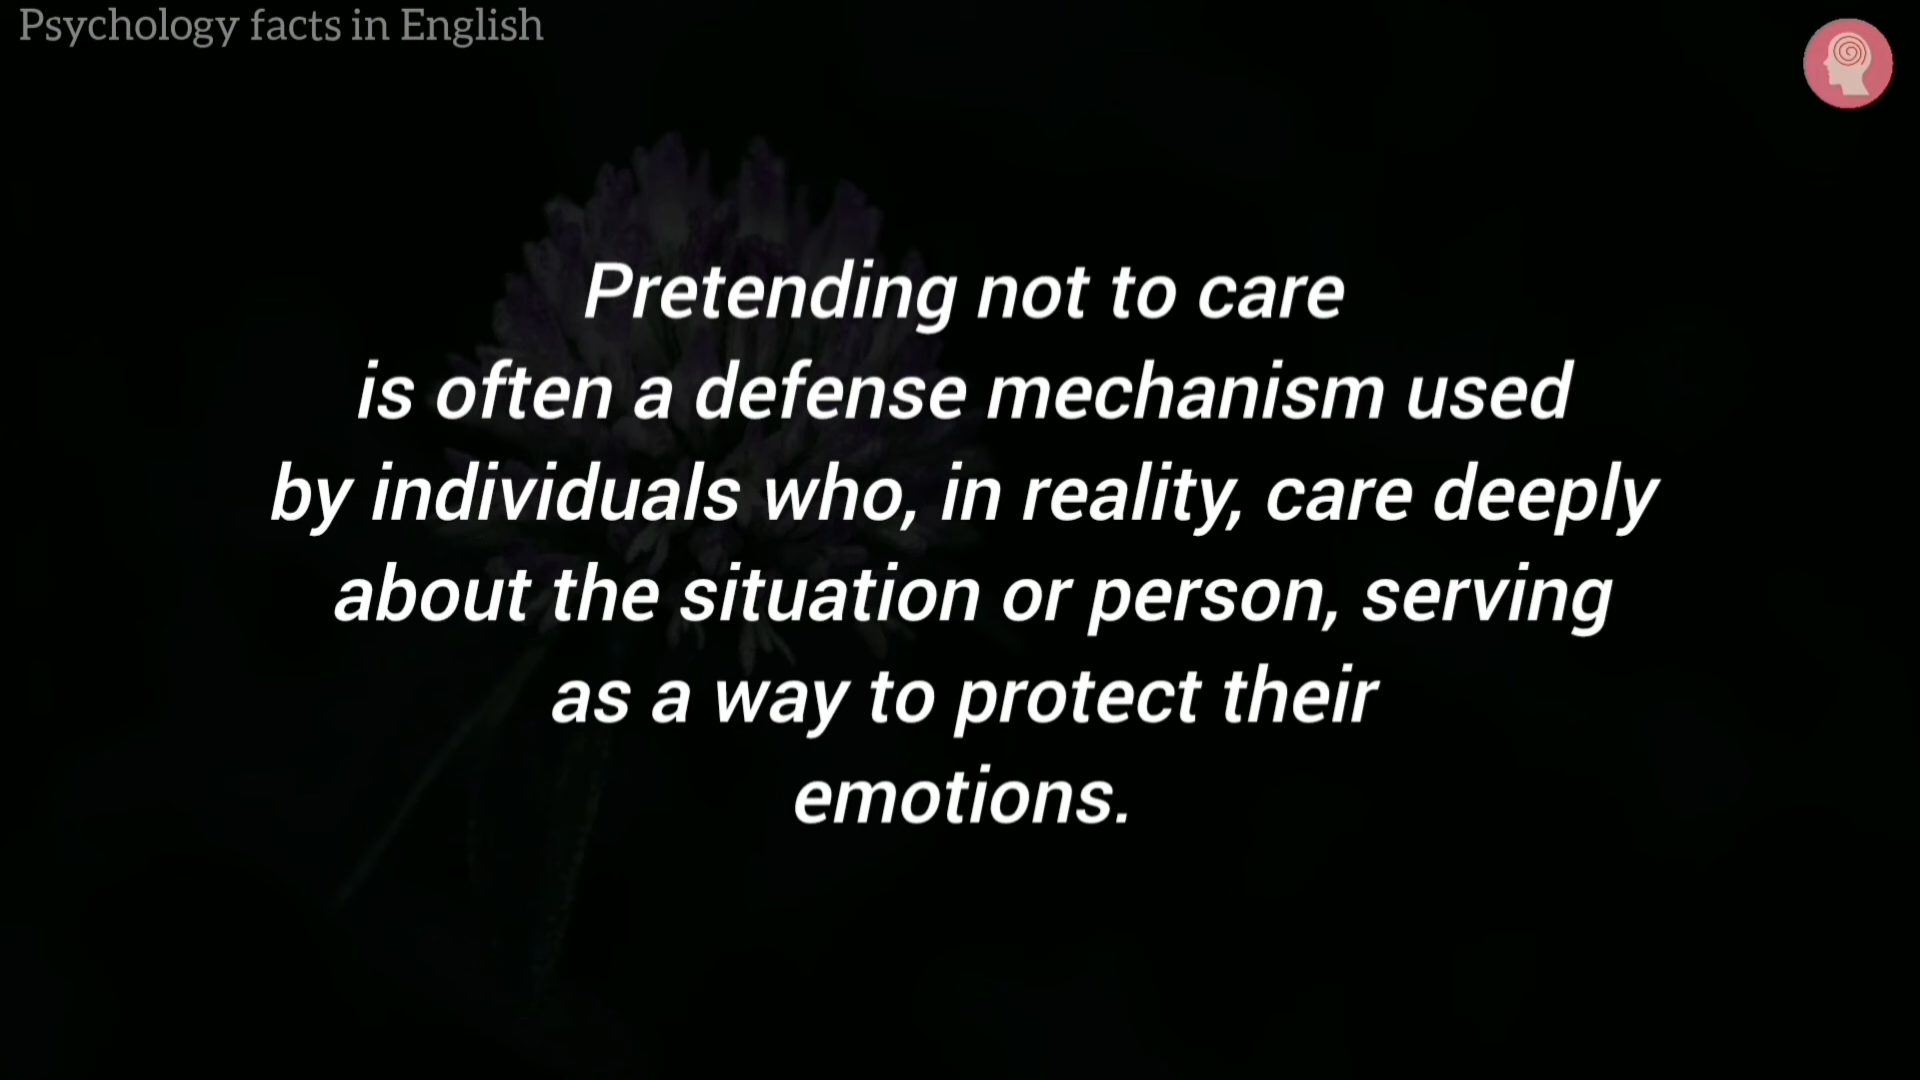 Psychology facts in English
Pretending not to care
is often a defense mechanism used
by individuals who, in reality, care deeply
about the situation or person, serving
as a way to protect their
emotions.